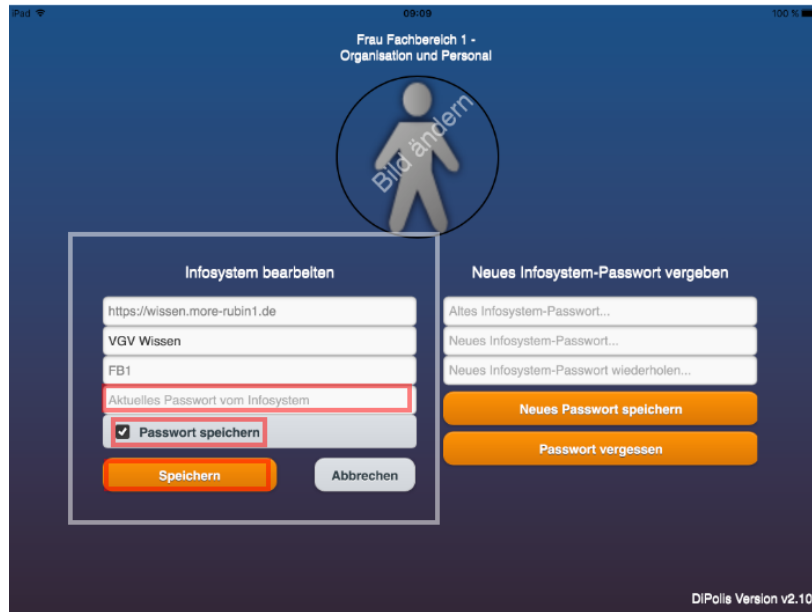 iPad 09:09 100 %
Frau Fachbereich 1 -
Organisation und Personal
Bild ändern
Infosystem bearbeiten
https://wissen.more-rubin1.de
VGV Wissen
FB1
Aktuelles Passwort vom Infosystem
Passwort speichern
Speichern Abbrechen
Neues Infosystem-Passwort vergeben
Altes Infosystem-Passwort...
Neues Infosystem-Passwort...
Neues Infosystem-Passwort wiederholen...
Neues Passwort speichern
Passwort vergessen
DiPolis Version v2.10